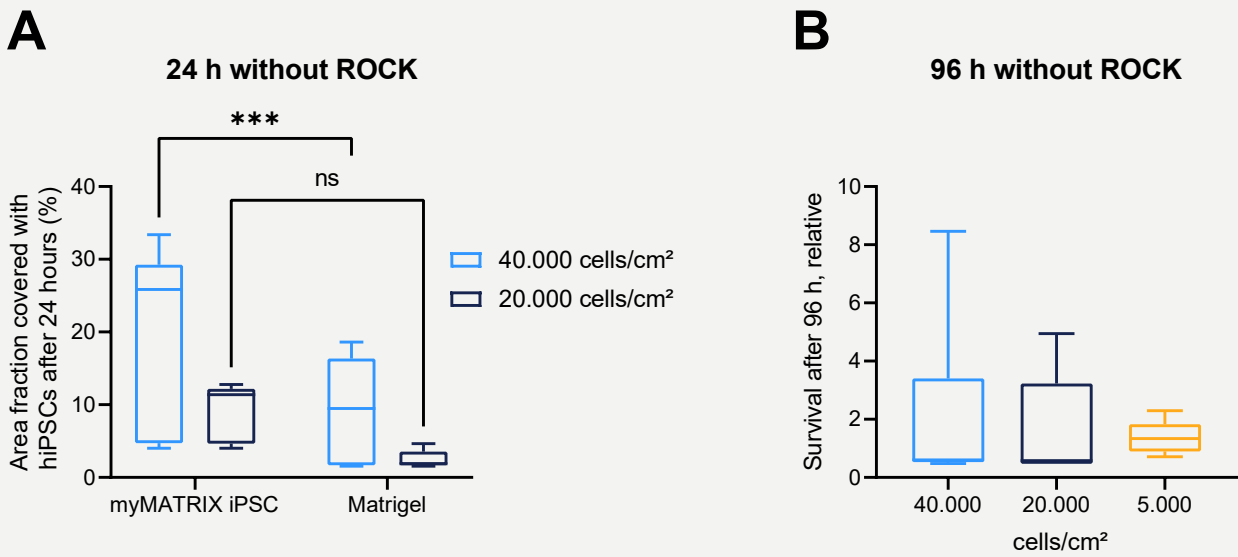 A
24 h without ROCK
***
ns
Area fraction covered with
hiPSCs after 24 hours (%)
40
30
20
10
0
myMATRIX iPSC
Matrigel
40.000 cells/cm²
20.000 cells/cm²
B
96 h without ROCK
Survival after 96 h, relative
10
8
6
4
2
0
40.000
20.000
5.000
cells/cm²